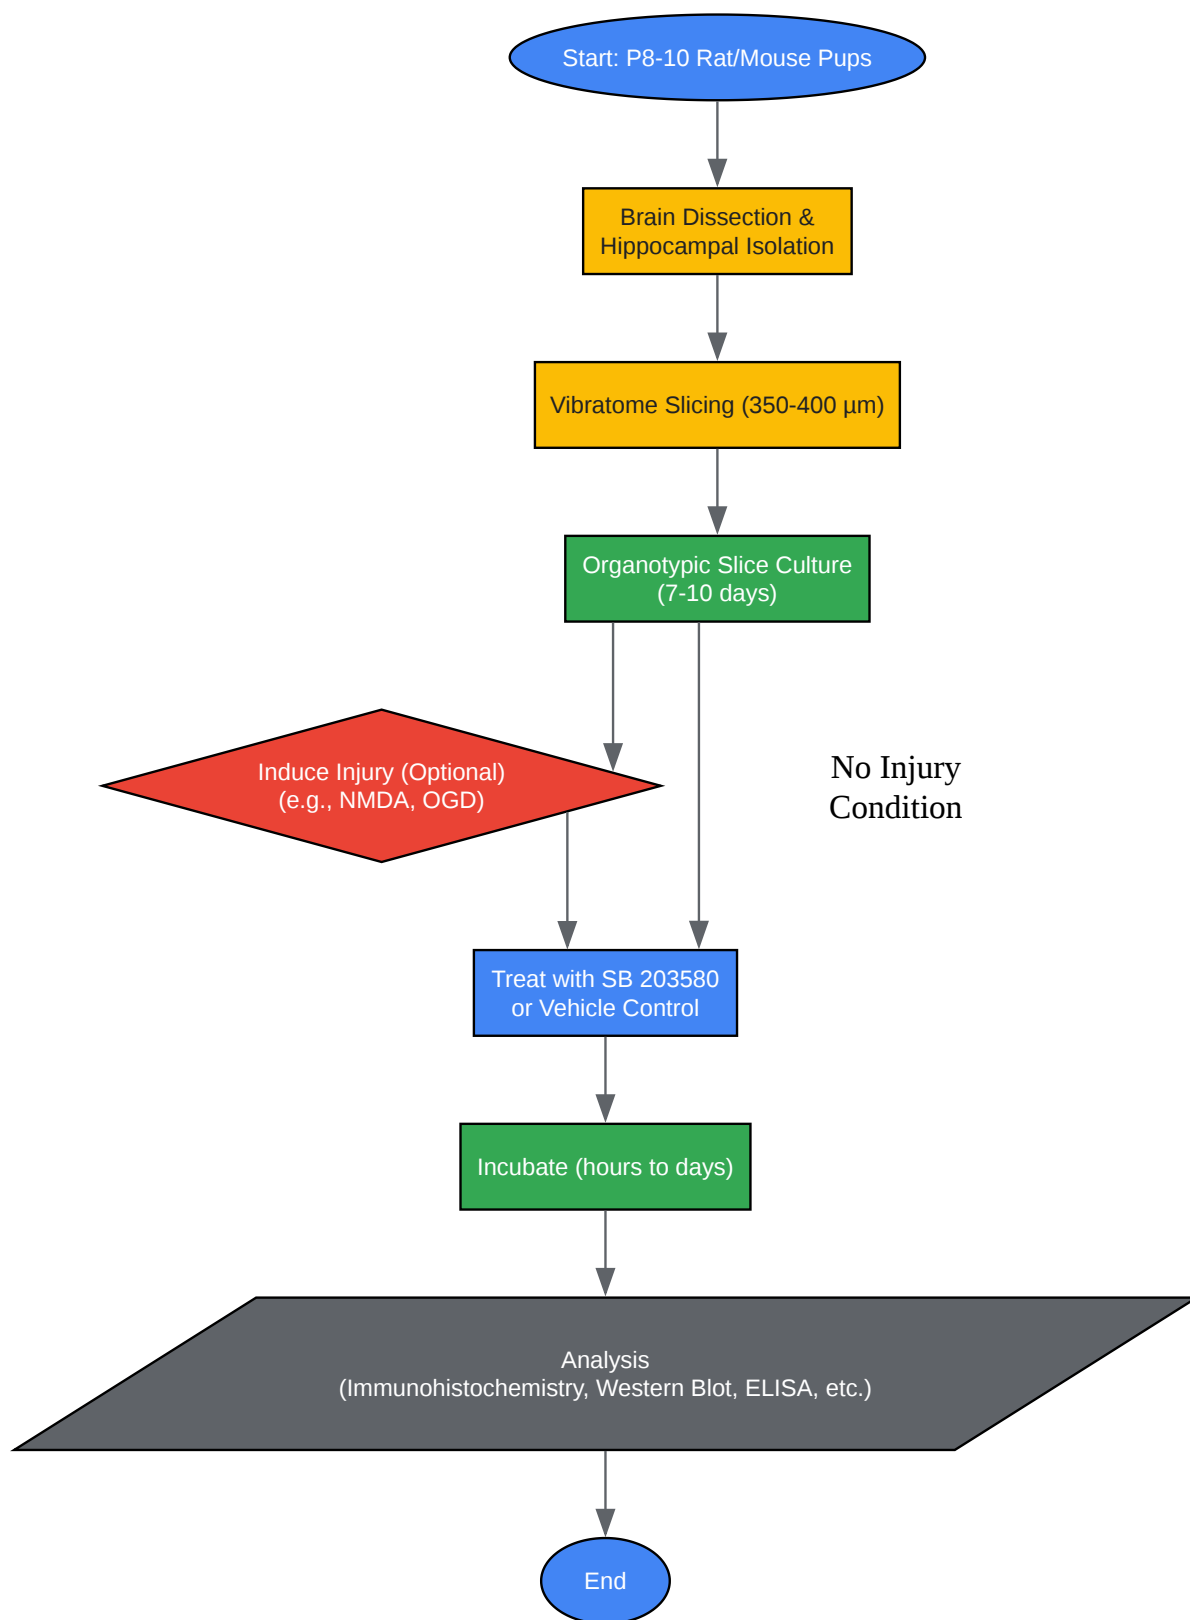 Start: P8-10 Rat/Mouse Pups
Brain Dissection &
Hippocampal Isolation
Vibratome Slicing (350-400 µm)
Organotypic Slice Culture
(7-10 days)
Induce Injury (Optional)
(e.g., NMDA, OGD)
No Injury
Condition
Treat with SB 203580
or Vehicle Control
Incubate (hours to days)
Analysis
(Immunohistochemistry, Western Blot, ELISA, etc.)
End